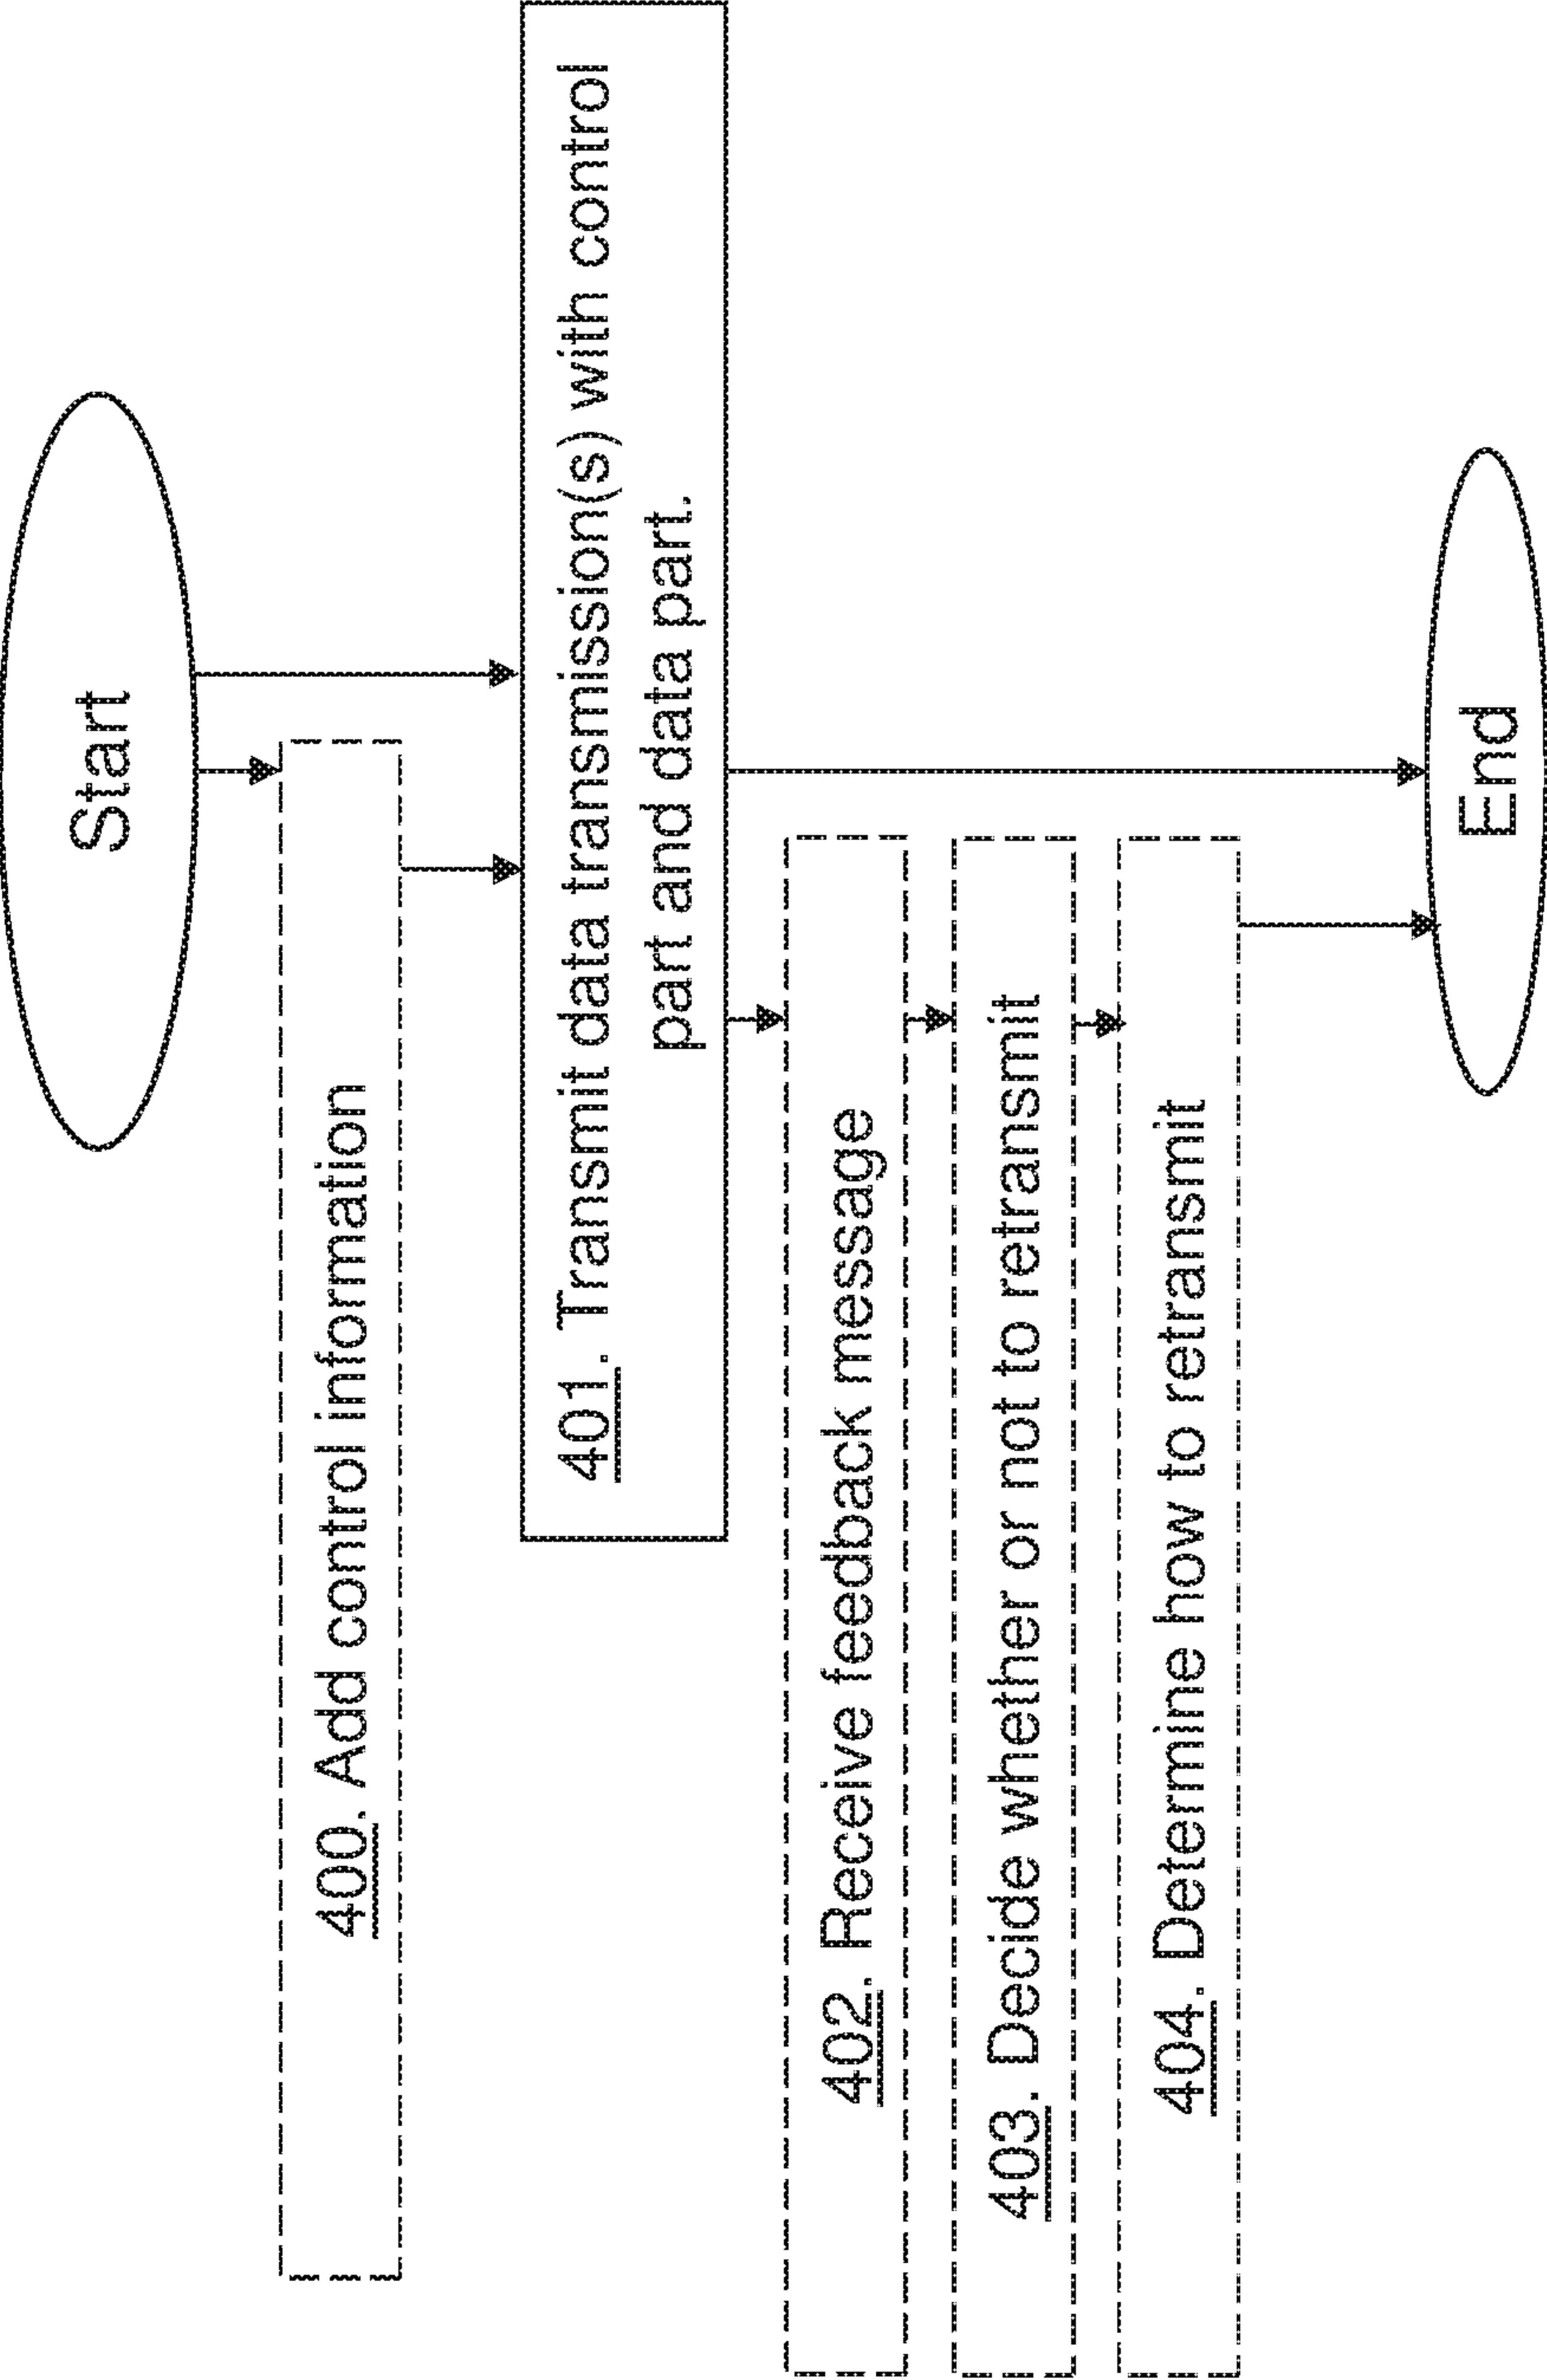 Start
400. Add control information
401. Transmit data transmission(s) with control
part and data part.
402. Receive feedback message
403. Decide whether or not to retransmit
404. Determine how to retransmit
End